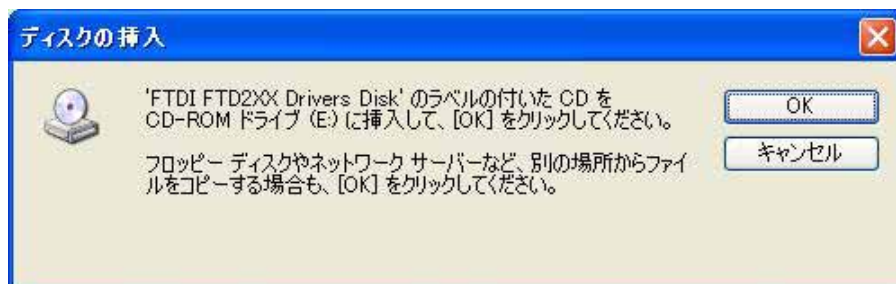 ディスクの挿入
'FTDI FTD2XX Drivers Disk' のラベルの付いた CD を
CD-ROM ドライブ (E:) に挿入して、[OK] をクリックしてください。
フロッピー ディスクやネットワーク サーバーなど、別の場所からファイ
ルをコピーする場合も、[OK] をクリックしてください。
OK
キャンセル